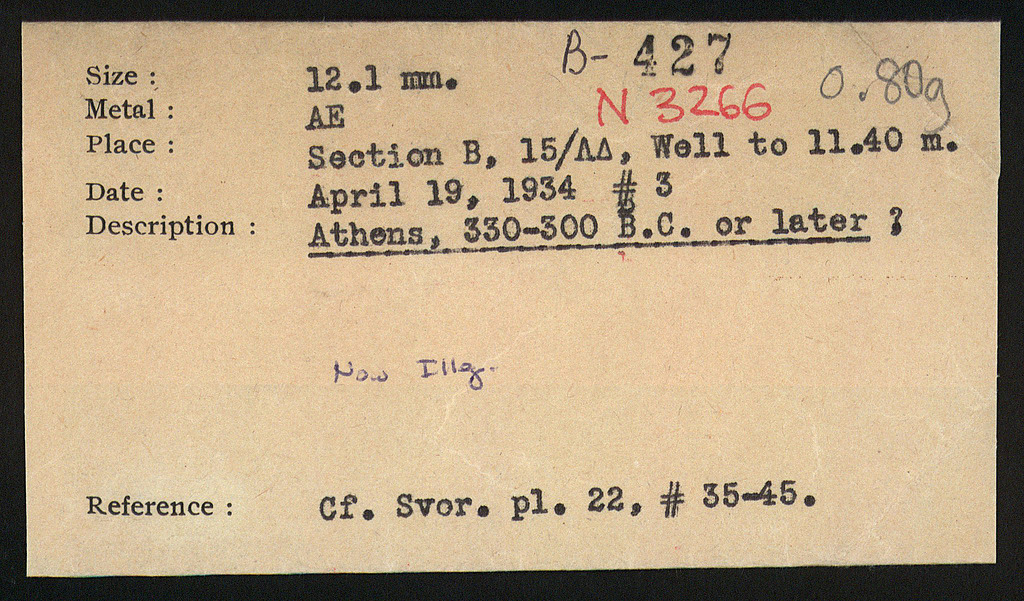 B- 427
Size : 12.1 mm. 0.80g
Metal : AE N 3266
Place : Section B, 15/ΛΔ, Well to 11.40 m.
Date : April 19, 1934 # 3
Description : Athens, 330-300 B.C. or later ?
Now Illg.
Reference : Cf. Svor. pl. 22, # 35-45.